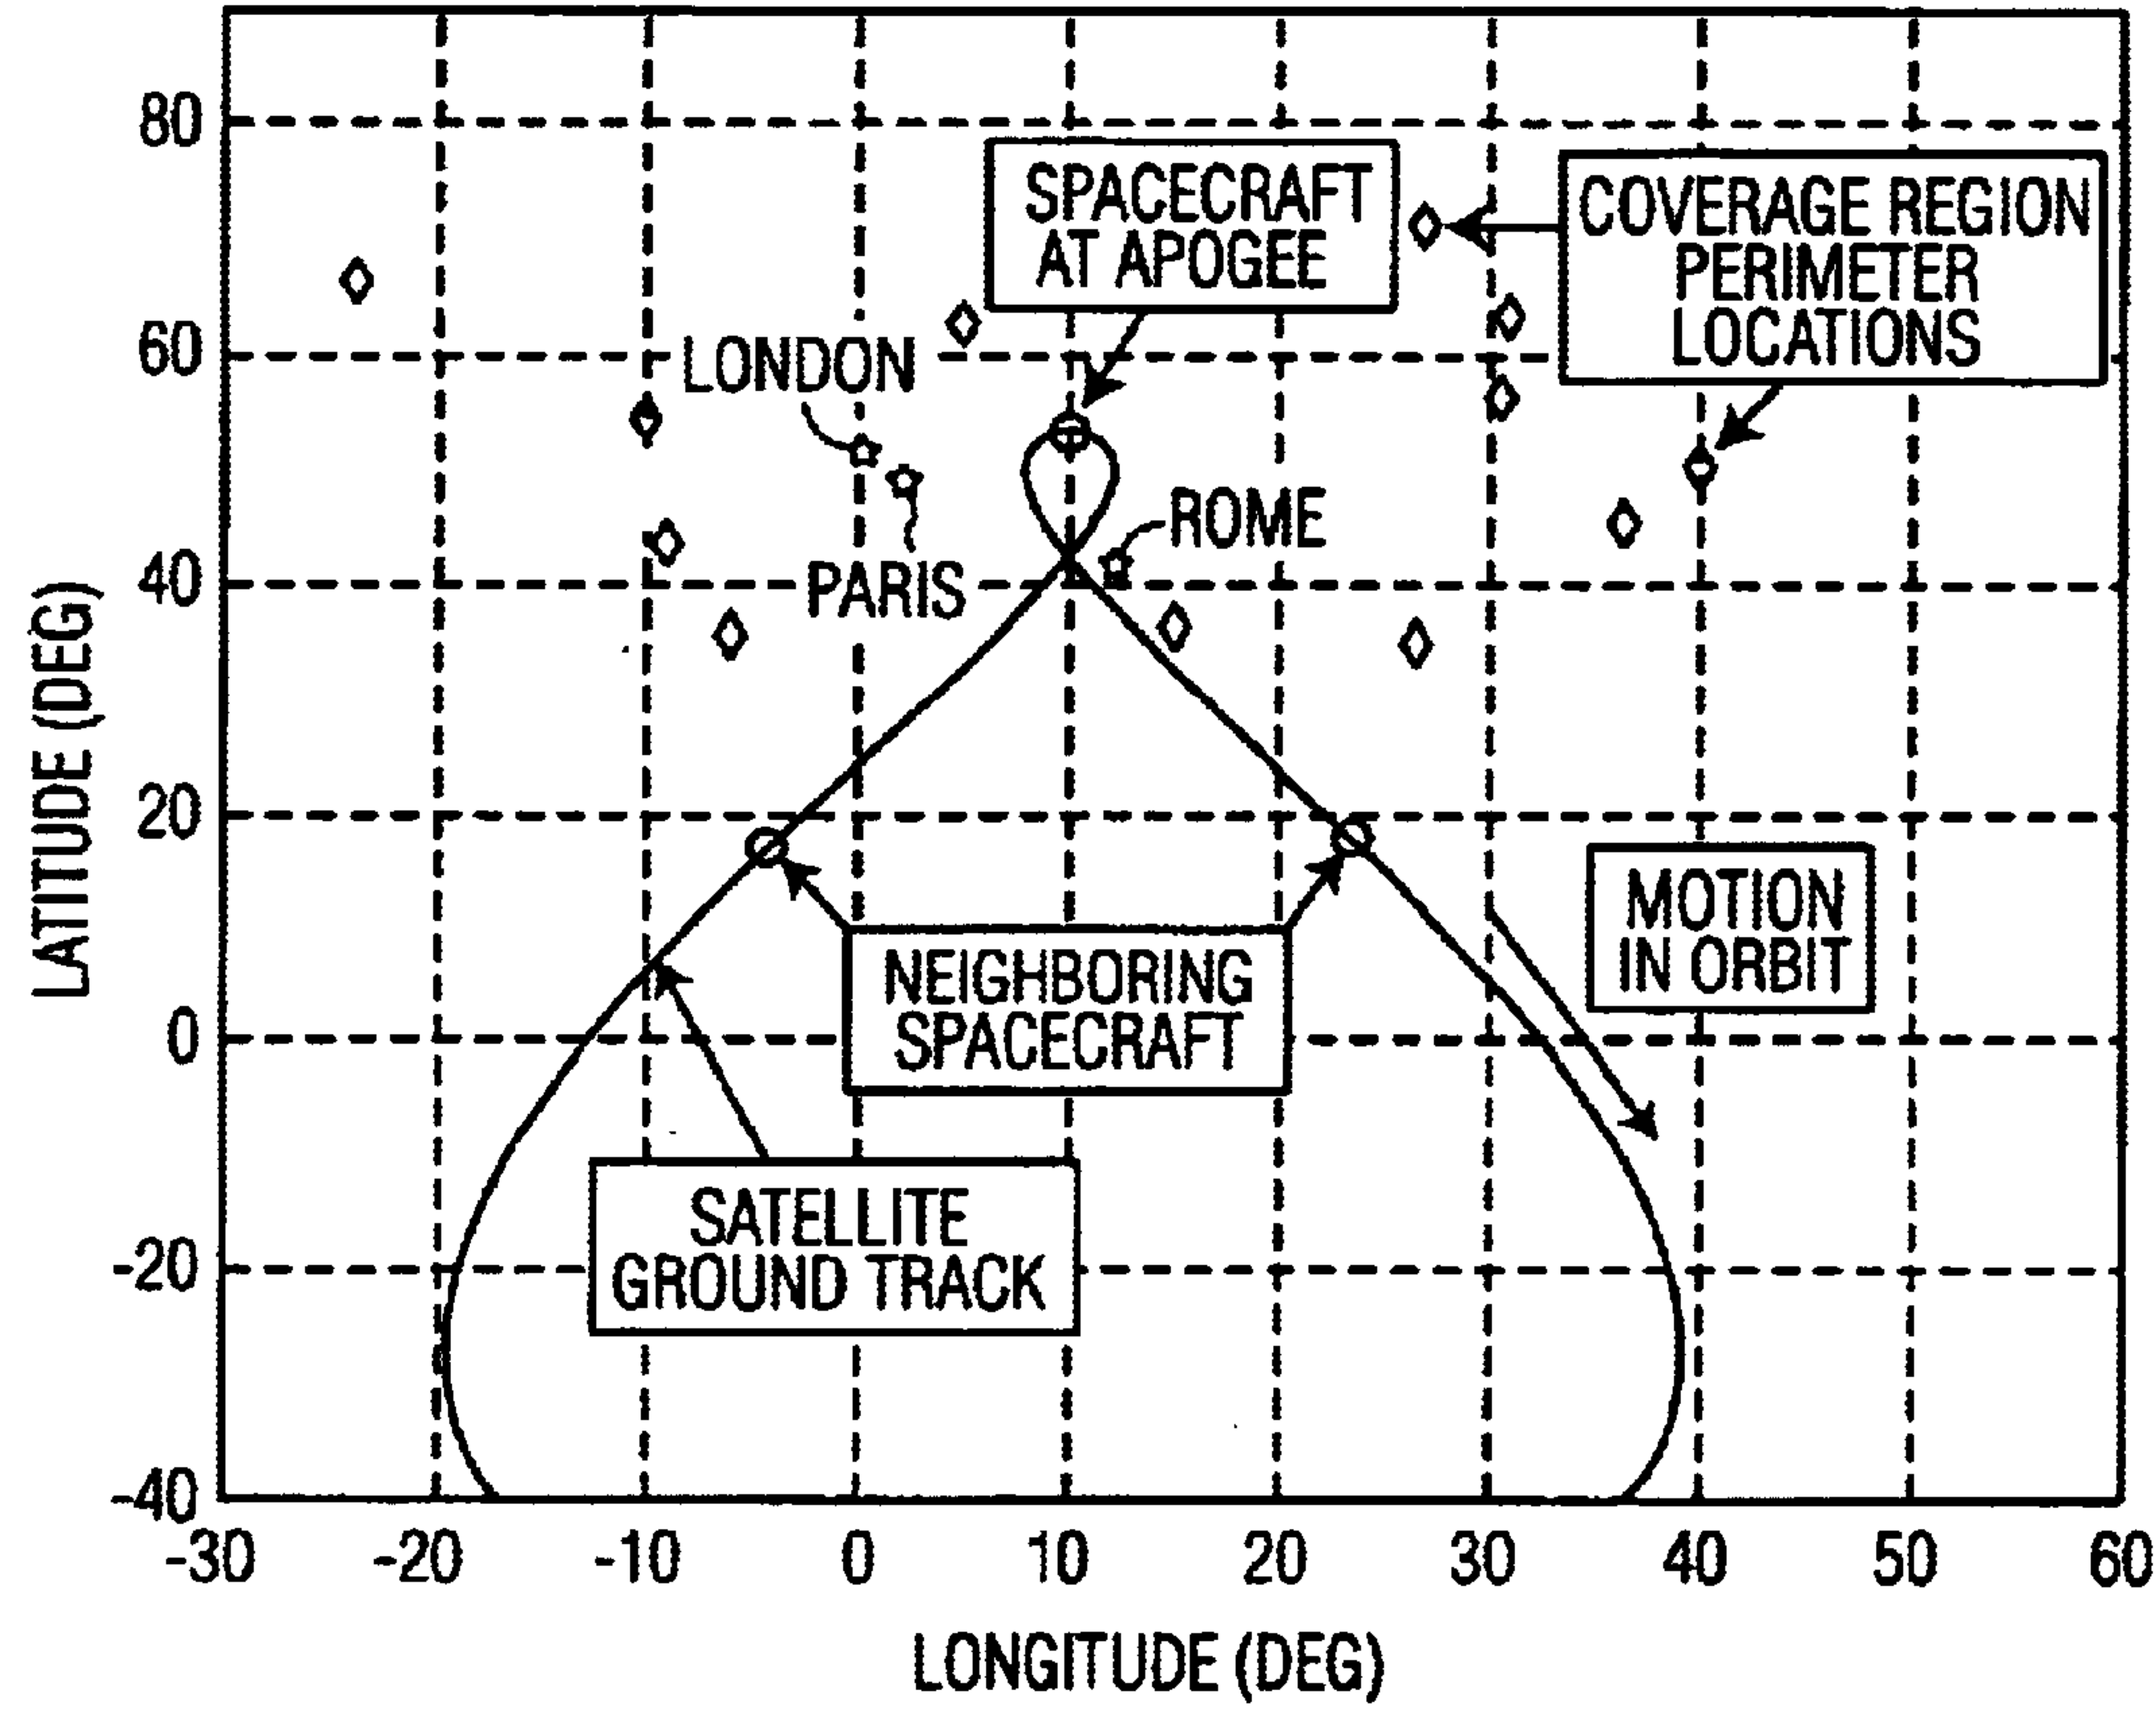 80
SPACECRAFT
AT APOGEE
COVERAGE REGION
PERIMETER
LOCATIONS
60
LONDON
ROME
40
PARIS
LATITUDE (DEG)
20
MOTION
IN ORBIT
NEIGHBORING
SPACECRAFT
0
SATELLITE
GROUND TRACK
-20
-40
-30 -20 -10 0 10 20 30 40 50 60
LONGITUDE (DEG)